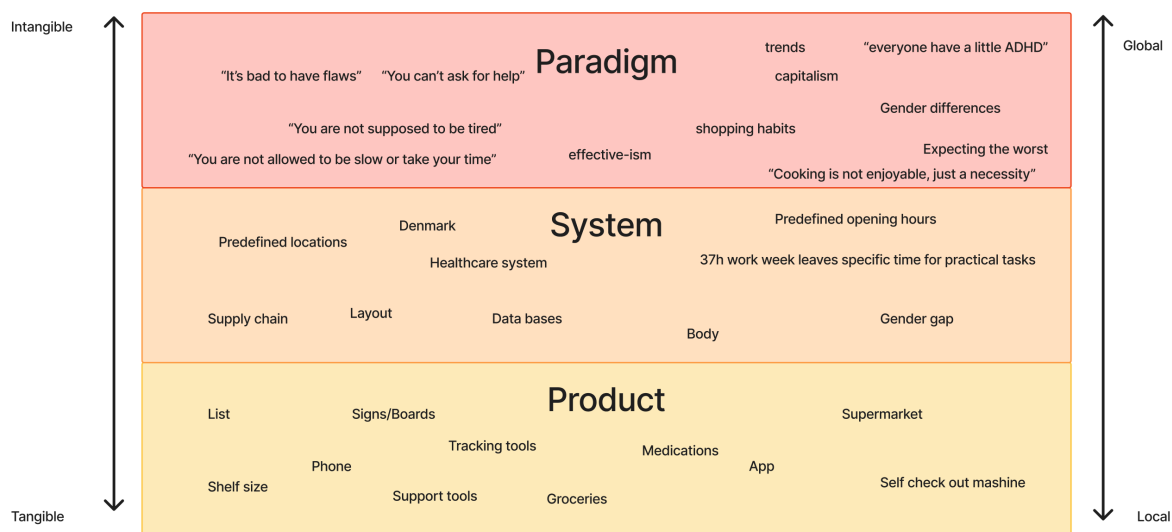 Intangible
Global
Paradigm
trends
“everyone have a little ADHD”
“It’s bad to have flaws”
“You can’t ask for help”
capitalism
Gender differences
“You are not supposed to be tired”
shopping habits
“You are not allowed to be slow or take your time”
effective-ism
Expecting the worst
“Cooking is not enjoyable, just a necessity”
System
Denmark
Predefined opening hours
Predefined locations
Healthcare system
37h work week leaves specific time for practical tasks
Supply chain
Layout
Data bases
Body
Gender gap
Product
List
Signs/Boards
Supermarket
Tracking tools
Medications
Phone
App
Shelf size
Support tools
Groceries
Self check out mashine
Tangible
Local